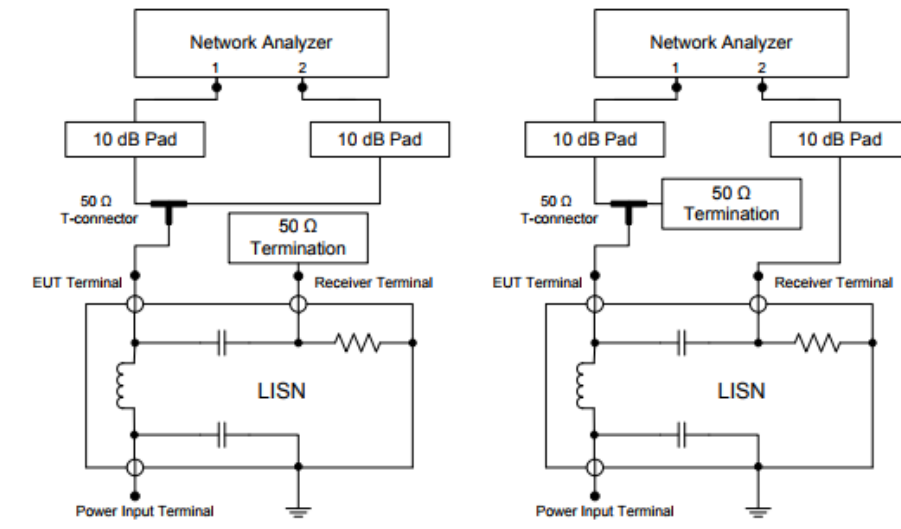 Network Analyzer
1 2
10 dB Pad
10 dB Pad
50 Ω
T-connector
50 Ω
Termination
EUT Terminal
Receiver Terminal
LISN
Power Input Terminal
Network Analyzer
1 2
10 dB Pad
10 dB Pad
50 Ω
T-connector
50 Ω
Termination
EUT Terminal
Receiver Terminal
LISN
Power Input Terminal